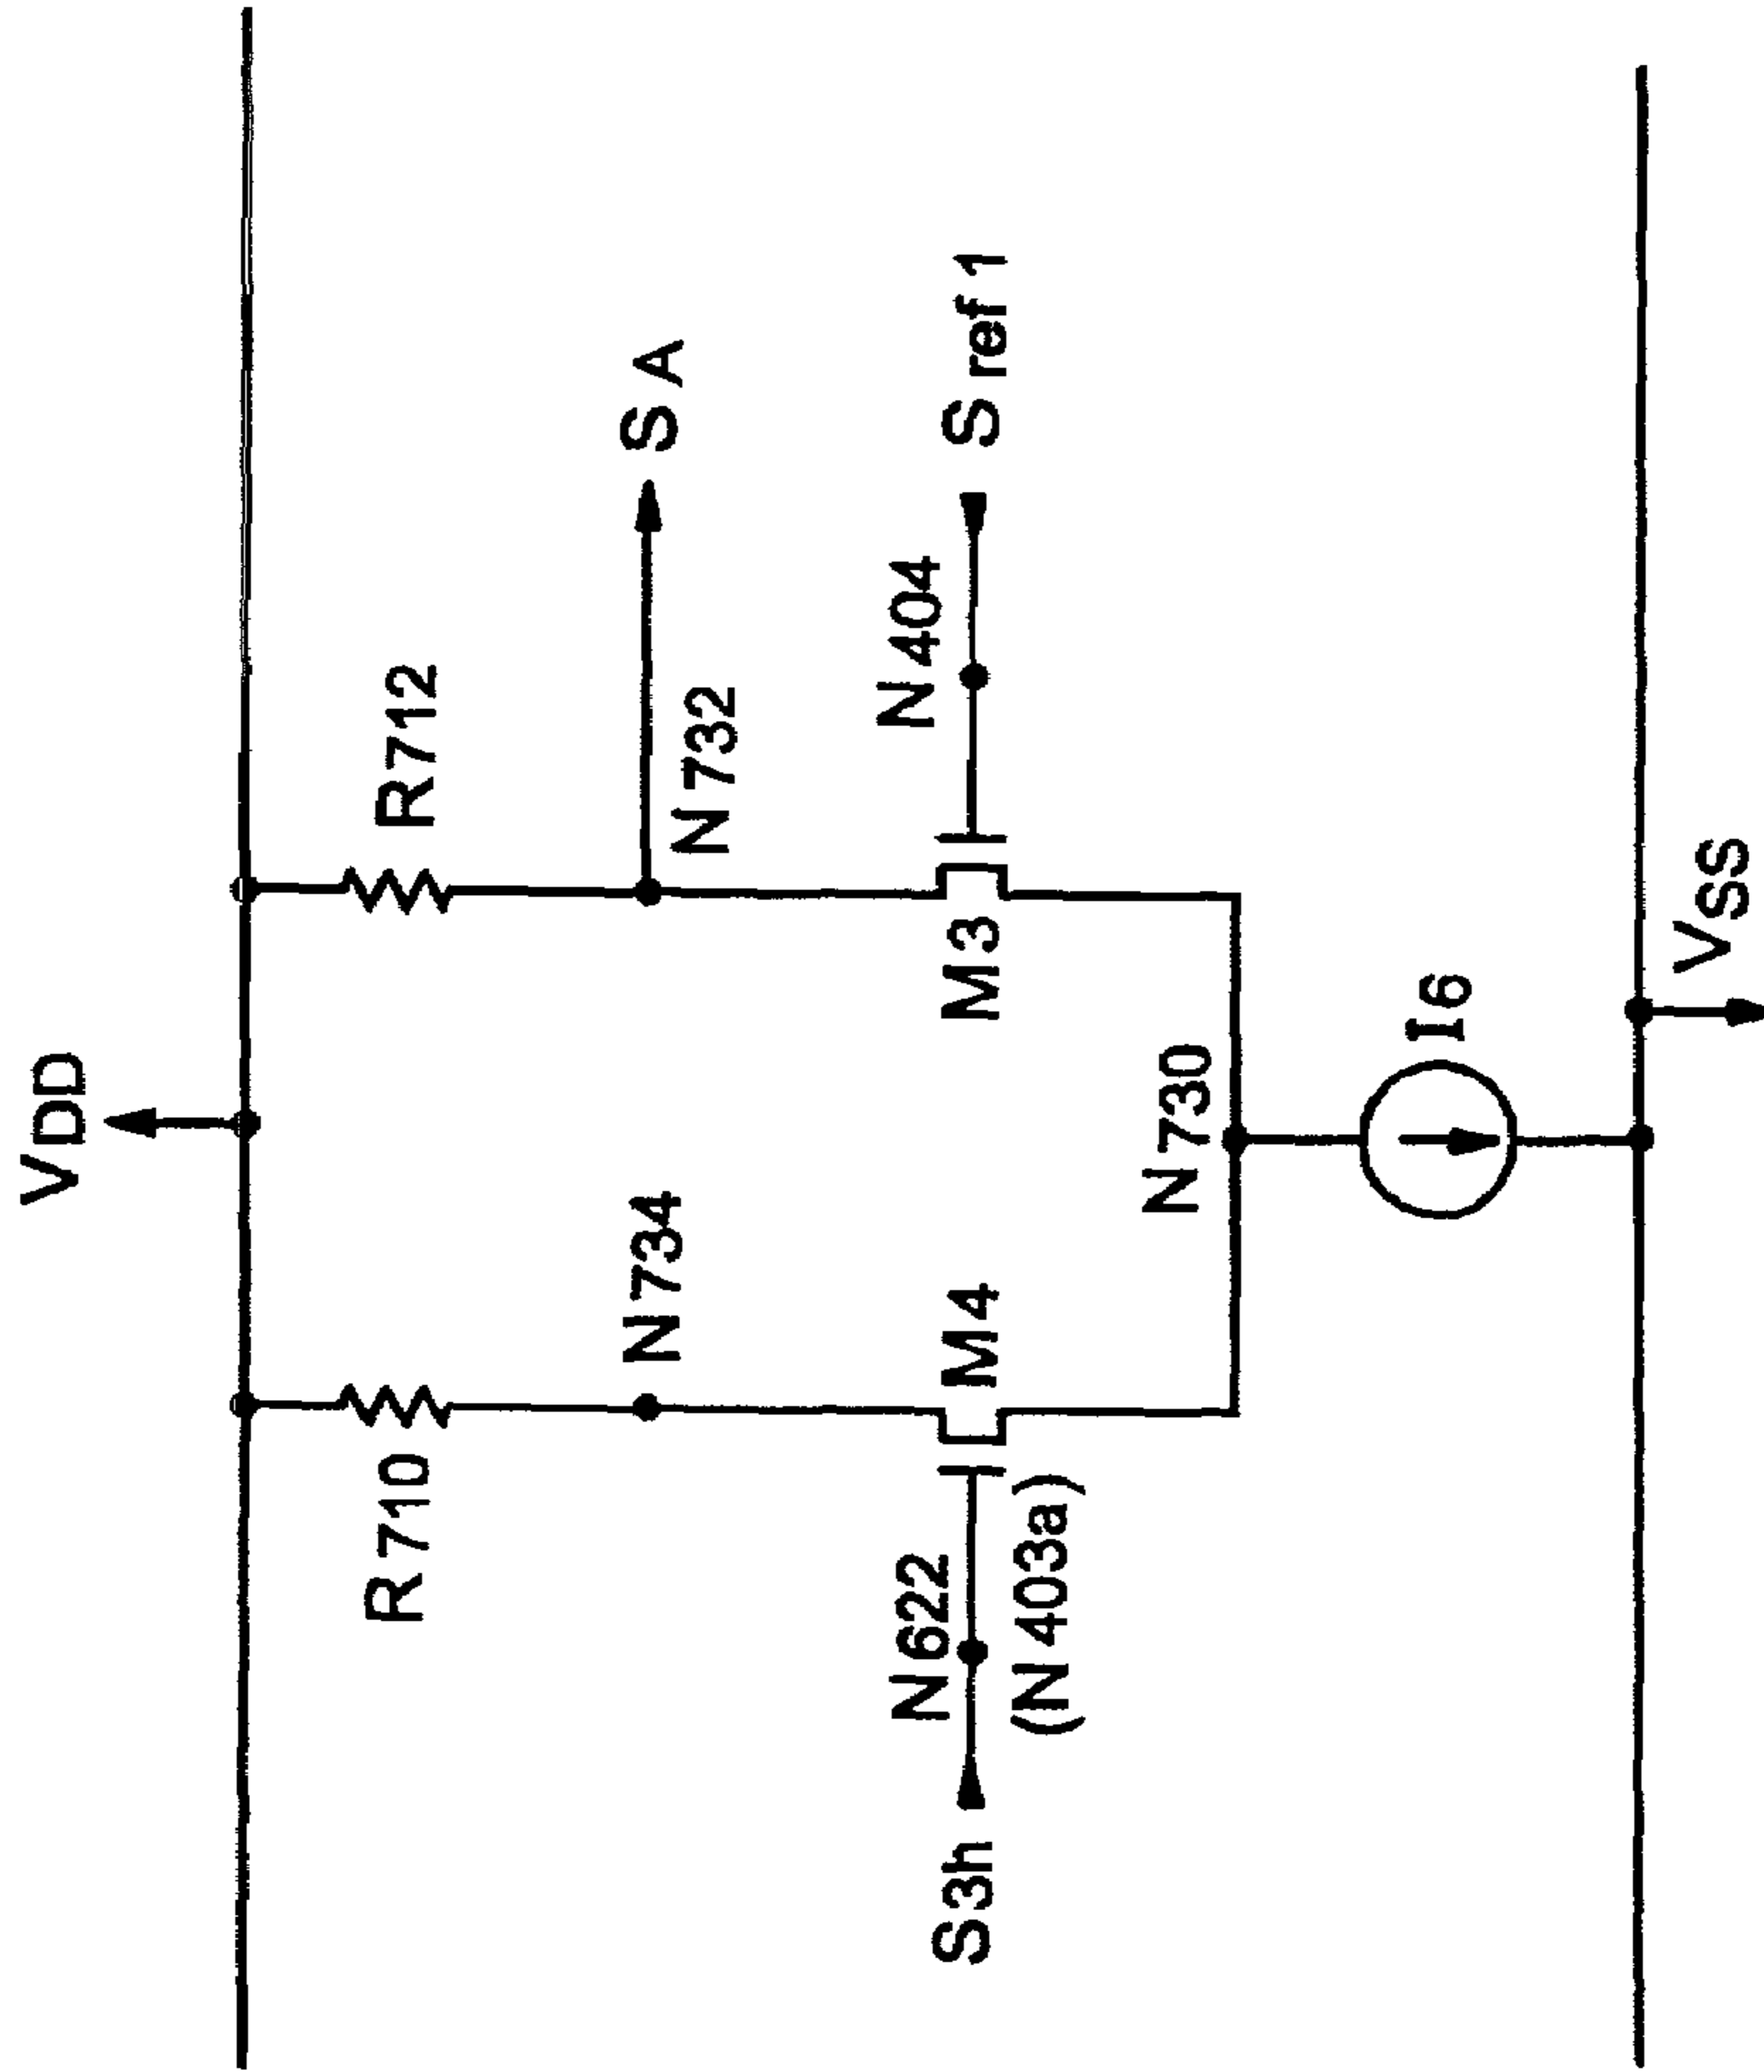 VDD
R710
R712
N734
SA
N732
N622
N404
S3h
M4
M3
Sref1
(N403a)
N730
I6
VSS